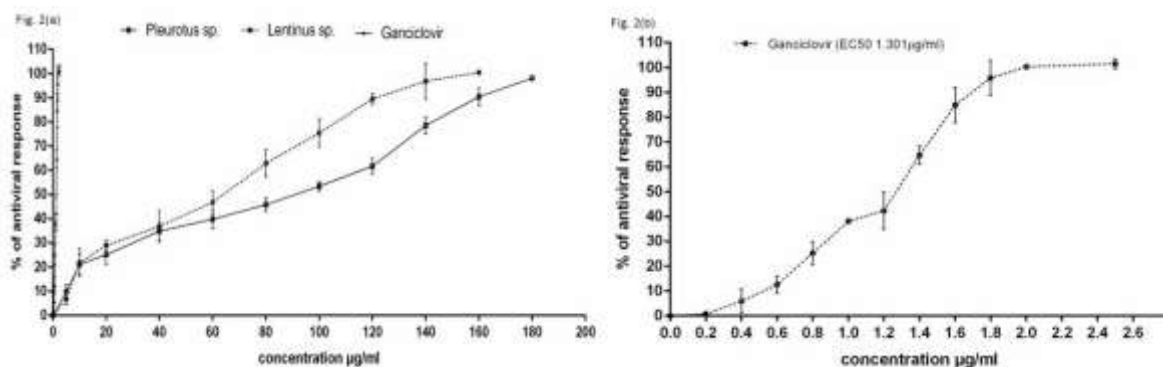 Fig. 2(a)
Pleurotus sp. Lentinus sp. Ganciclovir
110
100
90
80
70
60
50
40
30
20
10
0
% of antiviral response
0 20 40 60 80 100 120 140 160 180 200
concentration µg/ml
Fig. 2(b)
Ganciclovir (EC50 1.301µg/ml)
110
100
90
80
70
60
50
40
30
20
10
0
% of antiviral response
0.0 0.2 0.4 0.6 0.8 1.0 1.2 1.4 1.6 1.8 2.0 2.2 2.4 2.6
concentration µg/ml